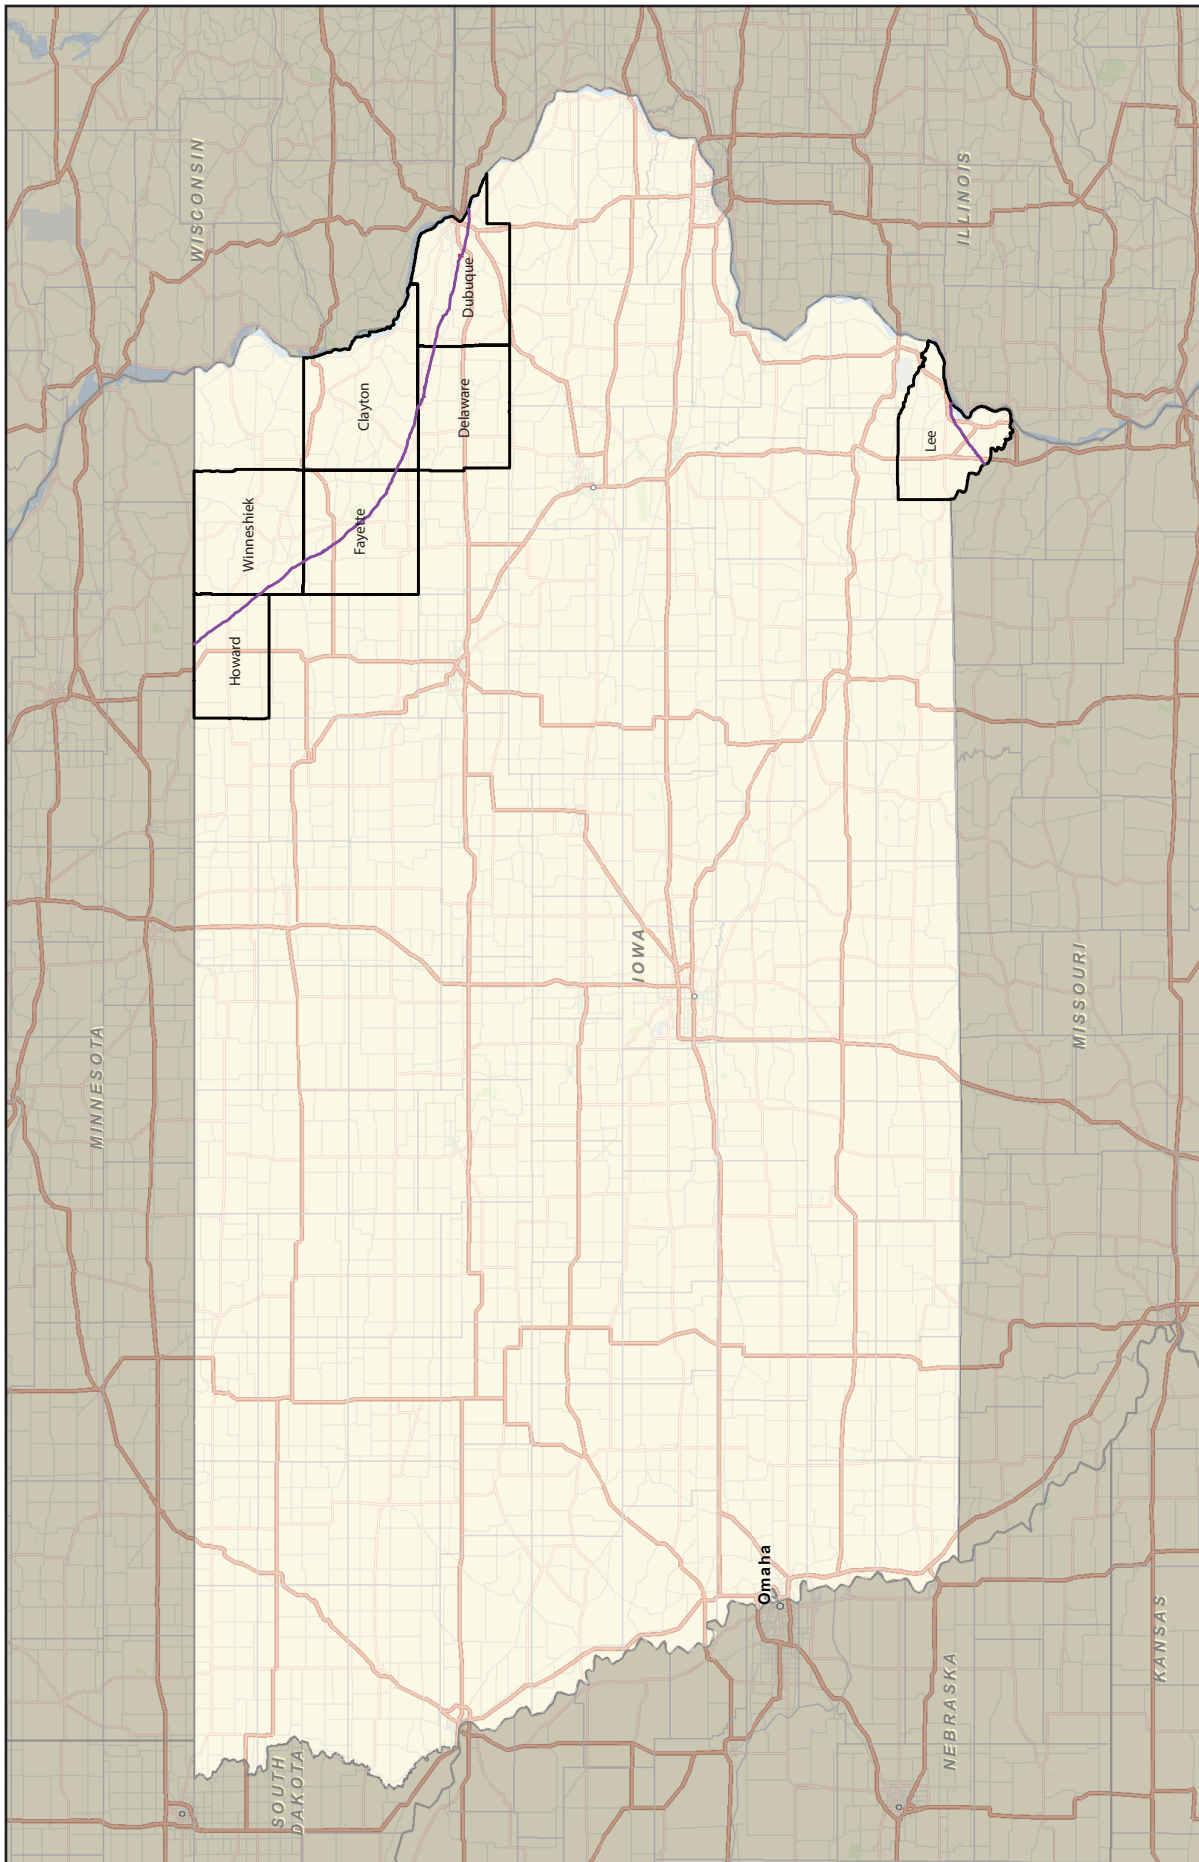 MINNESOTA
WISCONSIN
SOUTH
DAKOTA
Howard
Winneshiek
Fayette
Clayton
Delaware
Dubuque
IOWA
Omaha
Lee
NEBRASKA
MISSOURI
ILLINOIS
KANSAS